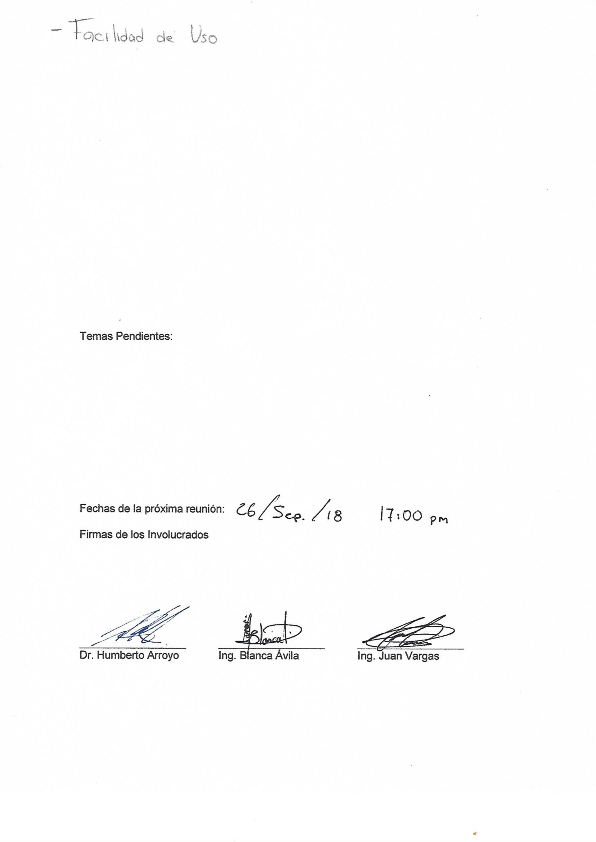 - Facilidad de Uso
Temas Pendientes:
Fechas de la próxima reunión: 26/Sep./18 17:00 pm
Firmas de los Involucrados
Dr. Humberto Arroyo Ing. Blanca Ávila Ing. Juan Vargas